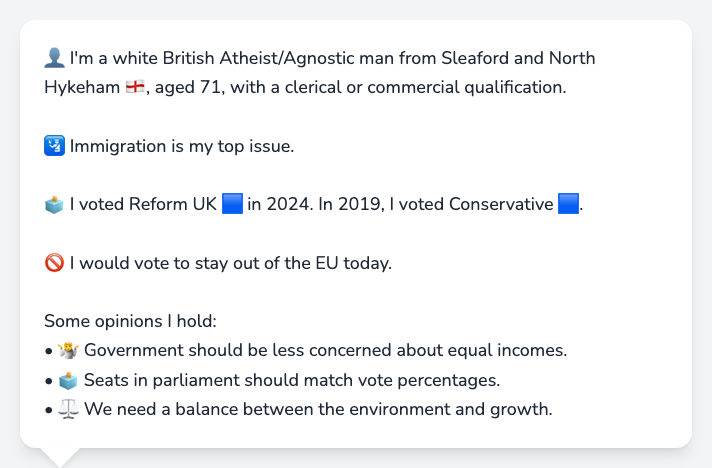 👤 I'm a white British Atheist/Agnostic man from Sleaford and North
Hykeham 🏴󠁧󠁢󠁥󠁮󠁧󠁿, aged 71, with a clerical or commercial qualification.
🛂 Immigration is my top issue.
🗳️ I voted Reform UK 🟦 in 2024. In 2019, I voted Conservative 🟦.
🚫 I would vote to stay out of the EU today.
Some opinions I hold:
• 🤷 Government should be less concerned about equal incomes.
• 🗳️ Seats in parliament should match vote percentages.
• ⚖️ We need a balance between the environment and growth.